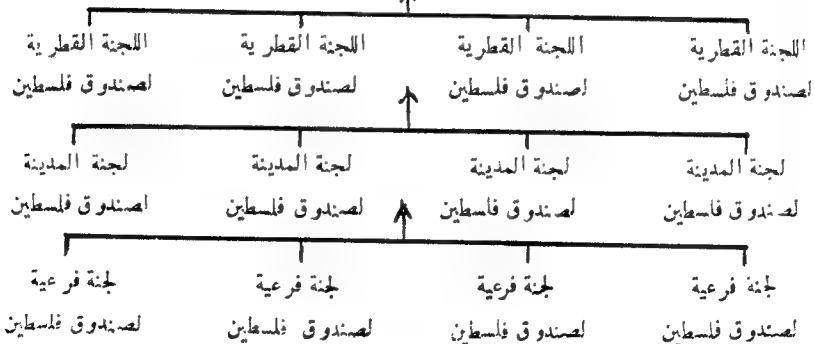 اللجنة القطرية اللجنة القطرية اللجنة القطرية اللجنة القطرية
لصندوق فلسطين لصندوق فلسطين لصندوق فلسطين لصندوق فلسطين
لجنة المدينة لجنة المدينة لجنة المدينة لجنة المدينة
لصندوق فلسطين لصندوق فلسطين لصندوق فلسطين لصندوق فلسطين
لجنة فرعية لجنة فرعية لجنة فرعية لجنة فرعية
لصندوق فلسطين لصندوق فلسطين لصندوق فلسطين لصندوق فلسطين